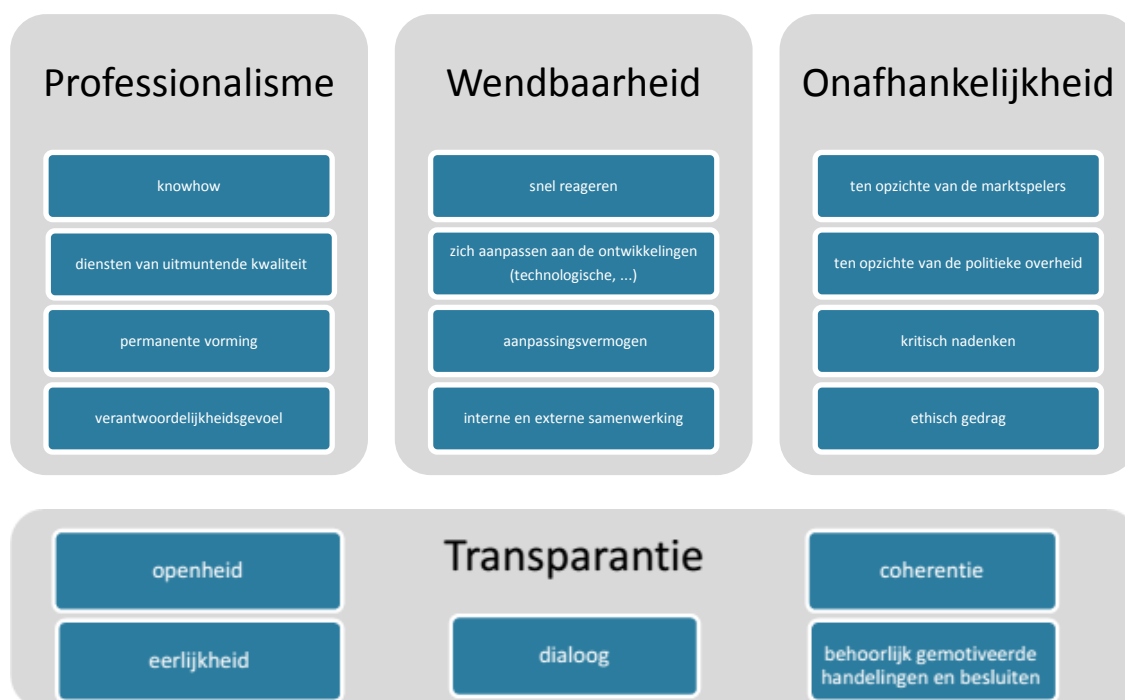 Professionalisme
knowhow
diensten van uitmuntende kwaliteit
permanente vorming
verantwoordelijkheidsgevoel
Wendbaarheid
snel reageren
zich aanpassen aan de ontwikkelingen
(technologische, ...)
aanpassingsvermogen
interne en externe samenwerking
Onafhankelijkheid
ten opzichte van de marktspelers
ten opzichte van de politieke overheid
kritisch nadenken
ethisch gedrag
Transparantie
openheid
eerlijkheid
dialoog
coherentie
behoorlijk gemotiveerde
handelingen en besluiten